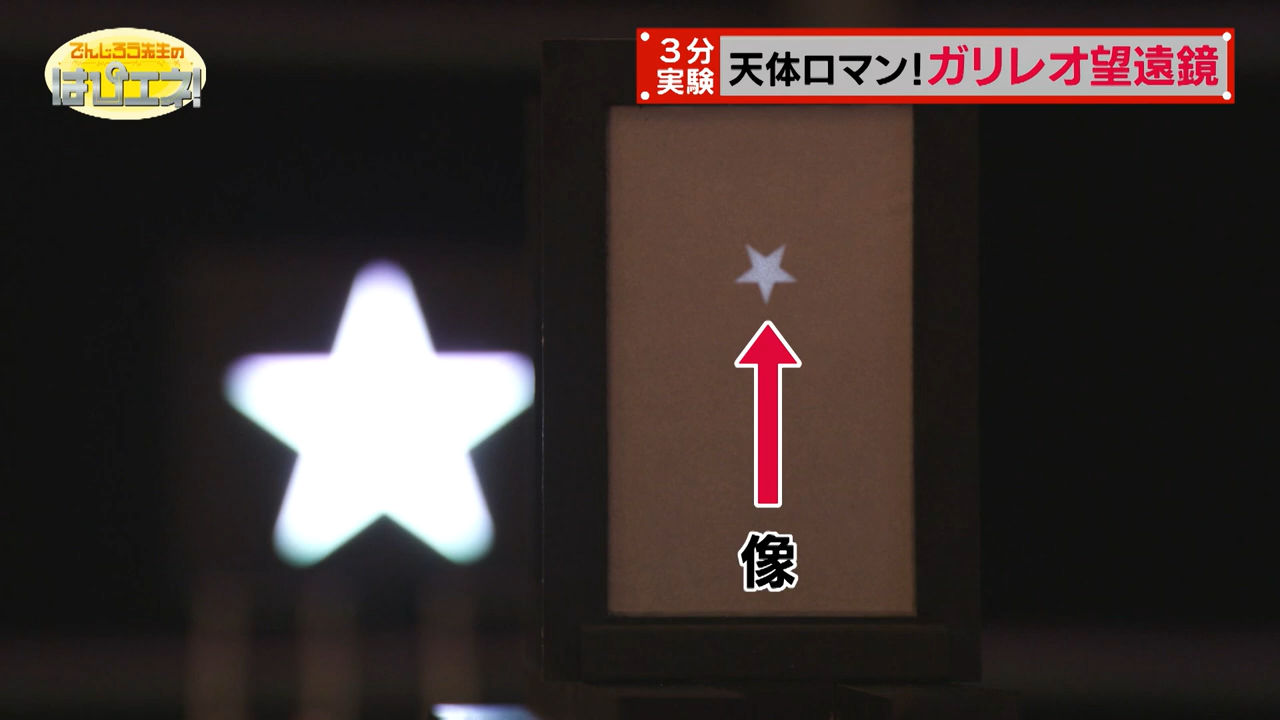 でんじろう先生の
はぴエネ!
3分
実験
天体ロマン!ガリレオ望遠鏡
像